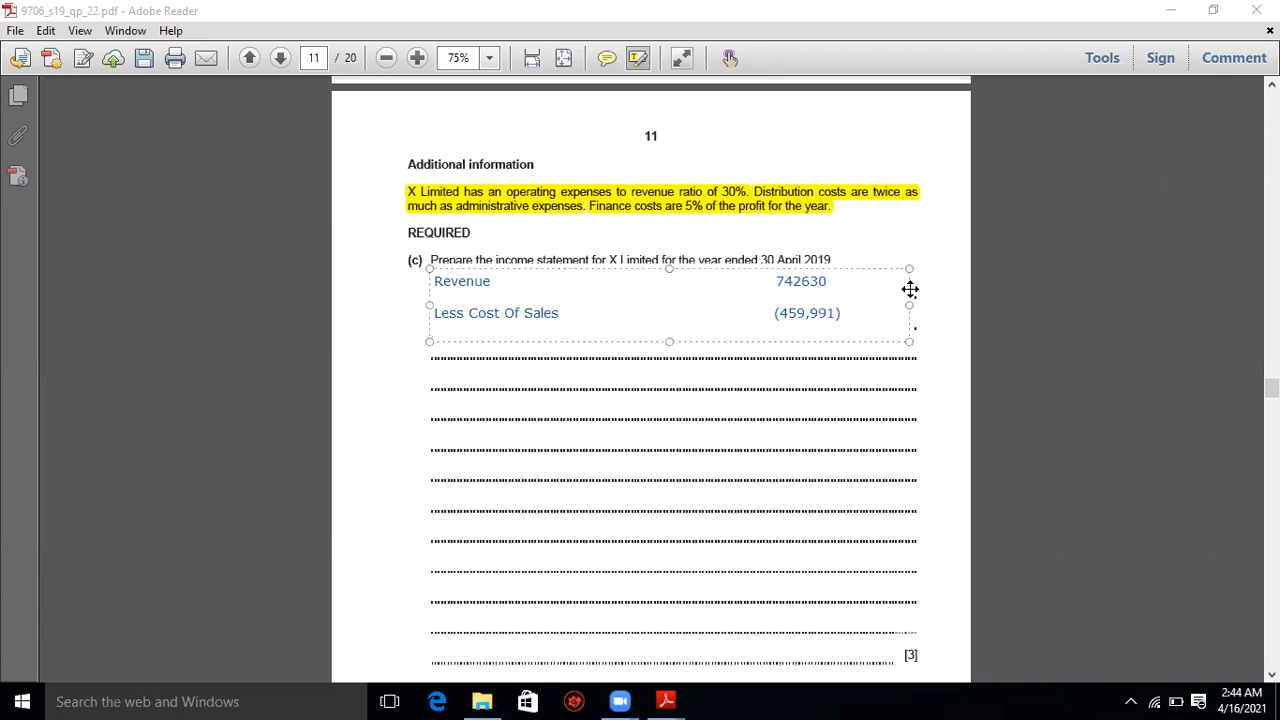 9706_s19_qp_22.pdf - Adobe Reader
File Edit View Window Help
11 / 20 75% Tools Sign Comment
11
Additional information
X Limited has an operating expenses to revenue ratio of 30%. Distribution costs are twice as
much as administrative expenses. Finance costs are 5% of the profit for the year.
REQUIRED
(c) Prepare the income statement for X Limited for the year ended 30 April 2019
Revenue 742630
Less Cost Of Sales (459,991)
[3]
Search the web and Windows
2:44 AM
4/16/2021